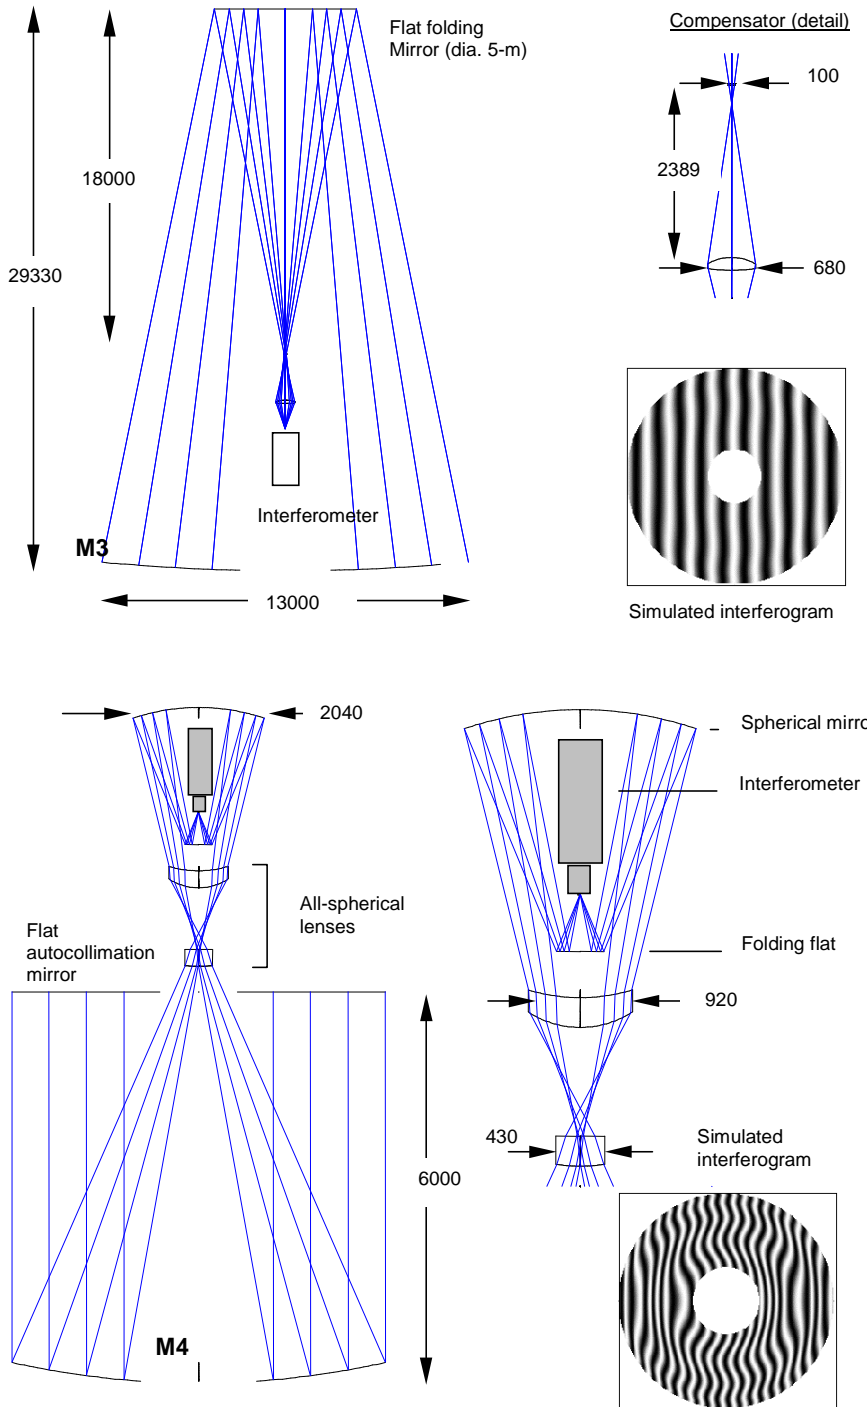 Flat folding
Mirror (dia. 5-m)
Compensator (detail)
100
2389
18000
29330
680
Interferometer
M3
13000
Simulated interferogram
2040
Spherical mirro
Interferometer
All-spherical
lenses
Flat
autocollimation
mirror
Folding flat
920
430
Simulated
interferogram
6000
M4